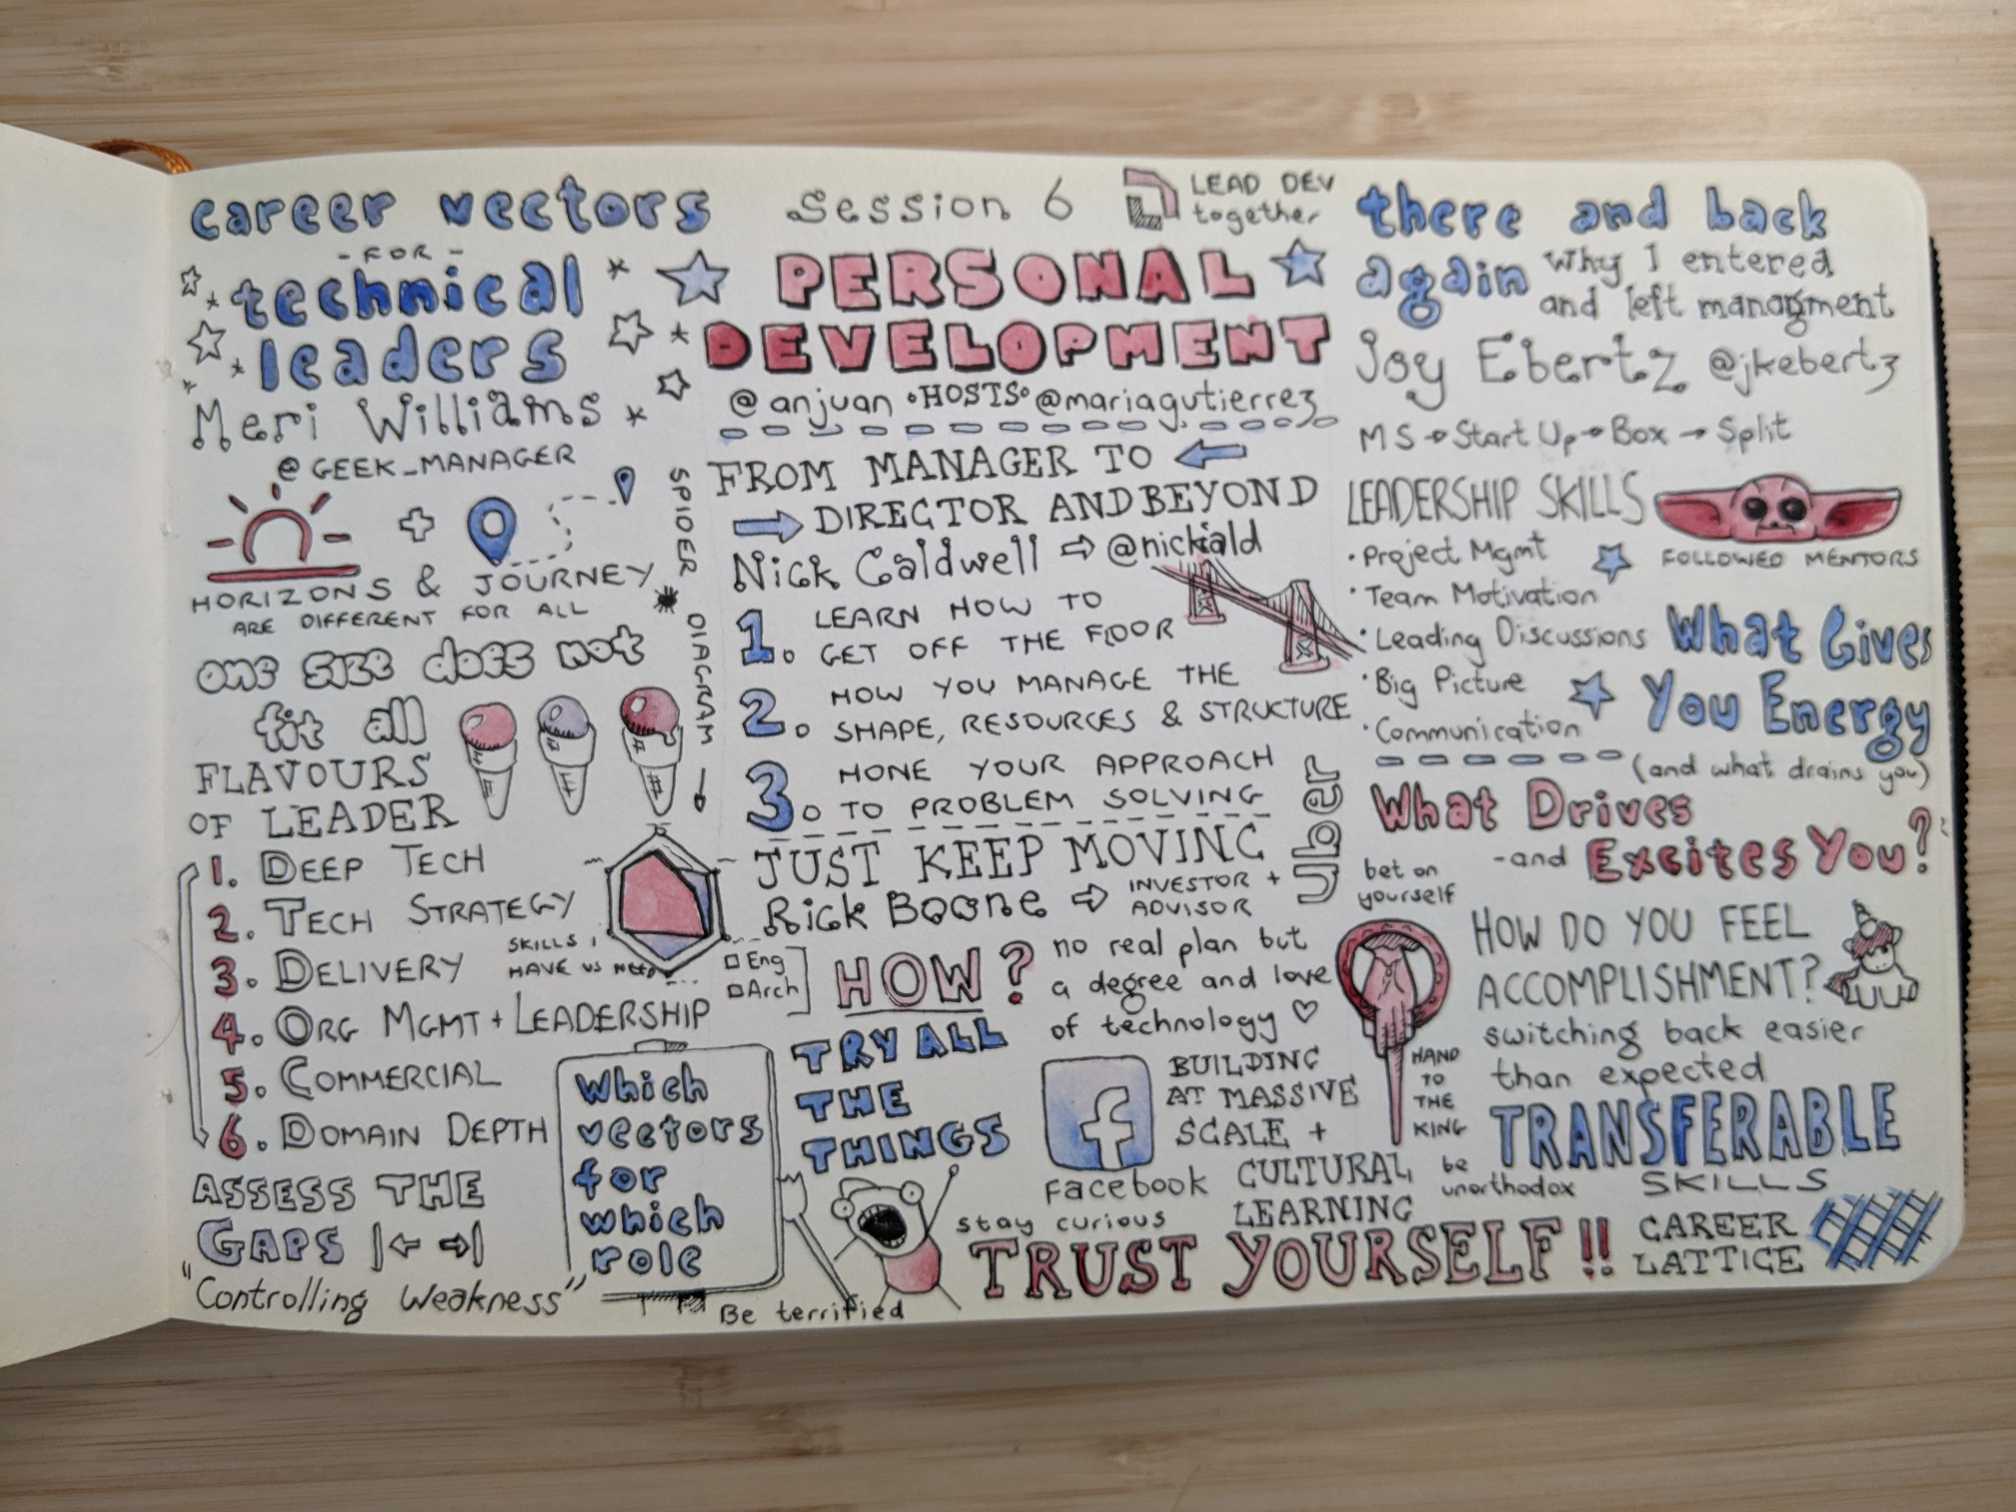 career vectors
- FOR -
technical
leaders
Meri Williams
@GEEK_MANAGER
HORIZONS & JOURNEY
ARE DIFFERENT FOR ALL
one size does not
fit all
FLAVOURS
OF LEADER
1. DEEP TECH
2. TECH STRATEGY
3. DELIVERY
4. ORG MGMT + LEADERSHIP
5. COMMERCIAL
6. DOMAIN DEPTH
SPIDER DIAGRAM
SKILLS I
HAVE VS NEED
Eng
Arch
ASSESS THE
GAPS
"Controlling Weakness"
Which
vectors
for
which
role
Session 6
LEAD DEV
together
PERSONAL
DEVELOPMENT
@anjuan •HOSTS• @mariagutierrez
FROM MANAGER TO
DIRECTOR AND BEYOND
Nick Caldwell ⇨ @nickald
1. LEARN HOW TO
GET OFF THE FLOOR
2. HOW YOU MANAGE THE
SHAPE, RESOURCES & STRUCTURE
3. HONE YOUR APPROACH
TO PROBLEM SOLVING
JUST KEEP MOVING
Rick Boone ⇨ INVESTOR +
ADVISOR
uber
HOW?
no real plan but
a degree and love
of technology ♡
TRY ALL
THE
THINGS
Be terrified
f
Facebook
BUILDING
AT MASSIVE
SCALE +
CULTURAL
LEARNING
stay curious
TRUST YOURSELF!!
bet on
yourself
HAND
TO
THE
KING
be
unorthodox
there and back
again Why I entered
and left managment
Joy Ebertz @jkebertz
MS → Start Up → Box → Split
LEADERSHIP SKILLS
• Project Mgmt
• Team Motivation
• Leading Discussions
• Big Picture
• Communication
FOLLOWED MENTORS
What Gives
You Energy
(and what drains you)
What Drives
-and Excites You?
HOW DO YOU FEEL
ACCOMPLISHMENT?
switching back easier
than expected
TRANSFERABLE
SKILLS
CAREER
LATTICE